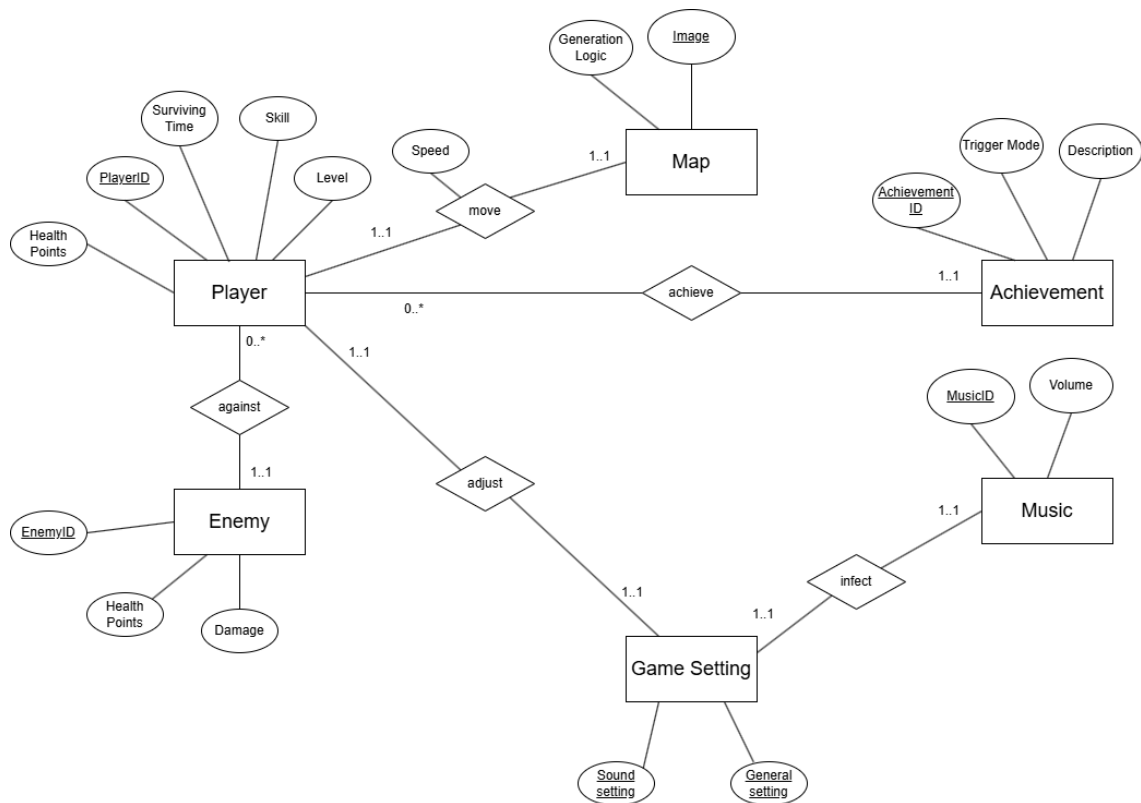 Generation
Logic
Image
Surviving
Time
Skill
Speed
1..1
Map
Trigger Mode
Description
PlayerID
Level
move
Achievement
ID
Health
Points
1..1
Player
achieve
1..1
Achievement
0..*
0..*
1..1
against
MusicID
Volume
1..1
adjust
Enemy
EnemyID
Music
1..1
infect
Health
Points
Damage
1..1
1..1
Game Setting
Sound
setting
General
setting